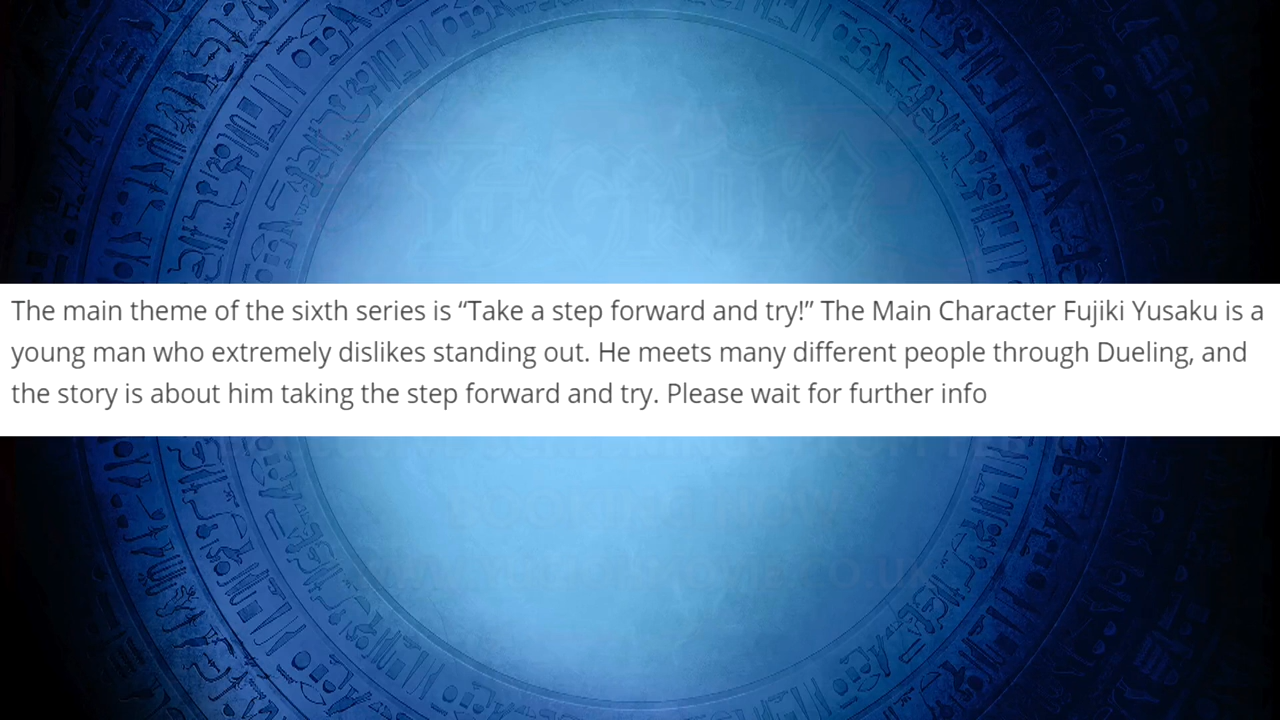 The main theme of the sixth series is “Take a step forward and try!” The Main Character Fujiki Yusaku is a
young man who extremely dislikes standing out. He meets many different people through Dueling, and
the story is about him taking the step forward and try. Please wait for further info